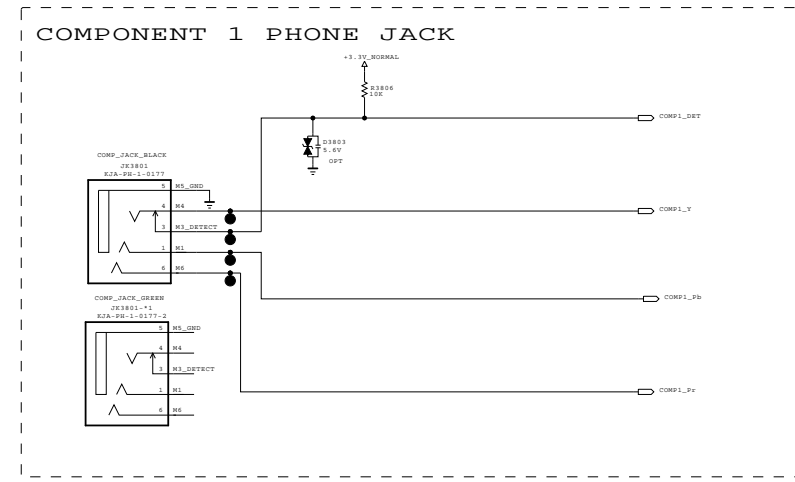 COMPONENT 1 PHONE JACK
+3.3V_NORMAL
R3806
10K
COMP1_DET
D3803
5.6V
OPT
COMP_JACK_BLACK
JK3801
KJA-PH-1-0177
5 M5_GND
4 M4
COMP1_Y
3 M3_DETECT
1 M1
6 M6
COMP1_Pb
COMP_JACK_GREEN
JK3801-*1
KJA-PH-1-0177-2
5 M5_GND
4 M4
3 M3_DETECT
1 M1
COMP1_Pr
6 M6